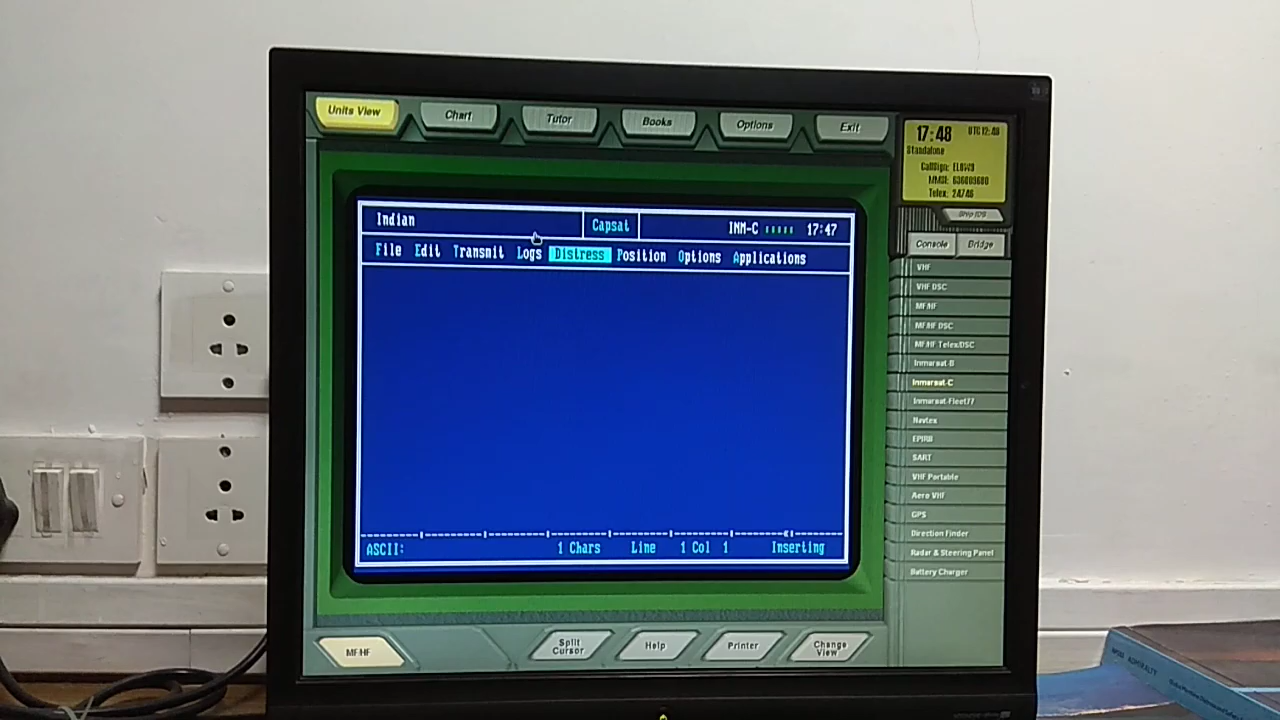 Units View
Chart
Tutor
Books
Options
Exit
17:48
Standalone
Ship IDS
Console
Bridge
VHF
VHF DSC
MF/HF
MF/HF DSC
MF/HF Telex/DSC
Inmarsat-B
Inmarsat-C
Inmarsat-Fleet77
Navtex
EPIRB
SART
VHF Portable
Aero VHF
GPS
Direction Finder
Radar & Steering Panel
Battery Charger
Indian
Capsat
INM-C 17:47
File Edit Transmit Logs Distress Position Options Applications
ASCII: 1 Chars Line 1 Col 1 Inserting
MF/HF
Split Cursor
Help
Printer
Change View